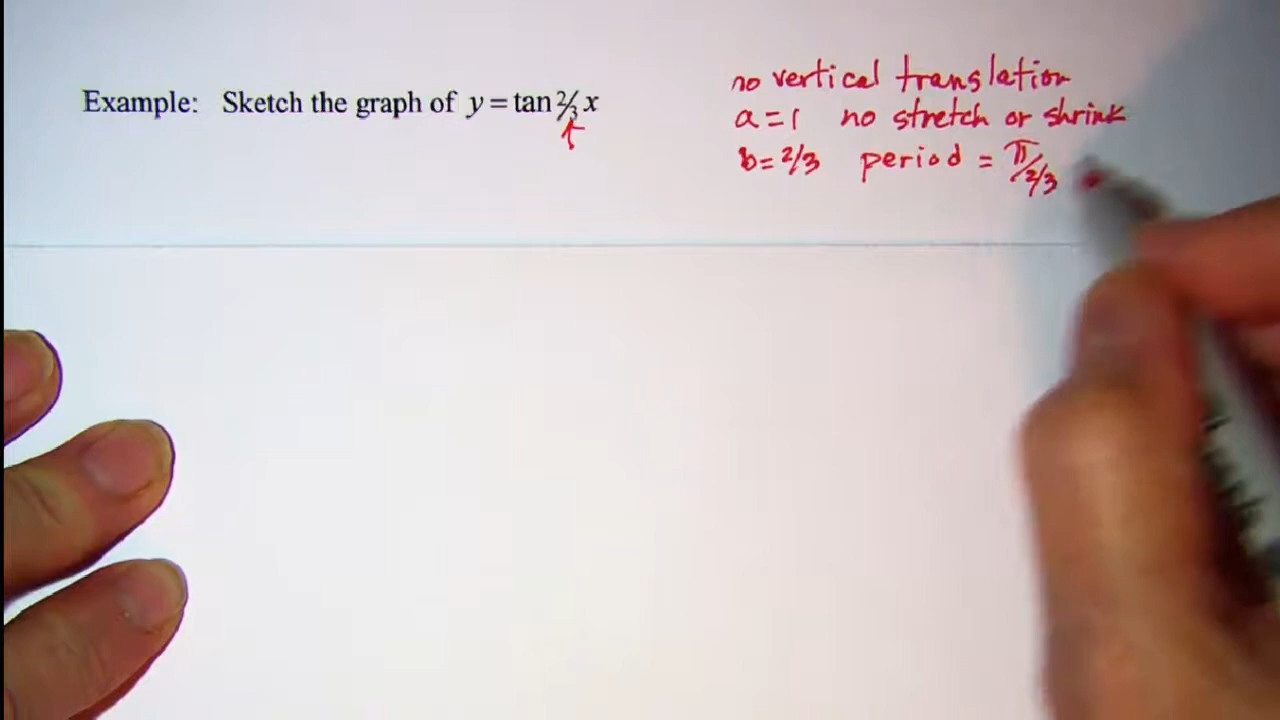 Example: Sketch the graph of y = tan 2/3 x
no vertical translation
a = 1 no stretch or shrink
b = 2/3 period = π/2/3